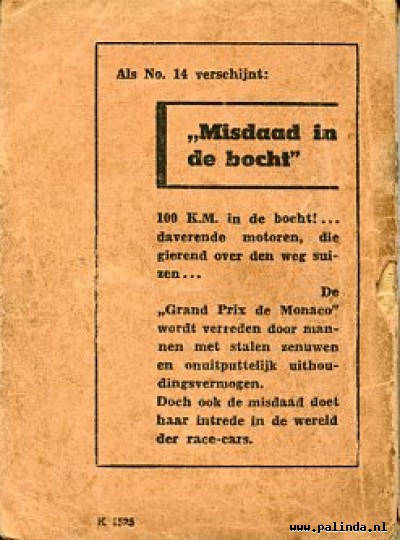 Als No. 14 verschijnt:
„Misdaad in
de bocht”
100 K.M. in de bocht!...
daverende motoren, die
gierend over den weg sui-
zen...
De
„Grand Prix de Monaco”
wordt verreden door man-
nen met stalen zenuwen
en onuitputtelijk uithou-
dingsvermogen.
Doch ook de misdaad doet
haar intrede in de wereld
der race-cars.
K 1525
www.palinda.nl